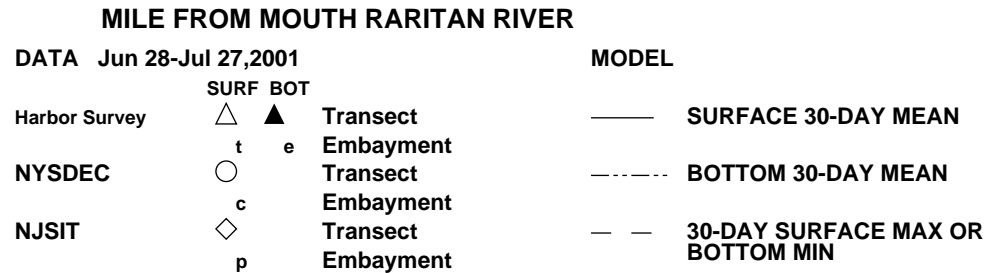 MILE FROM MOUTH RARITAN RIVER
DATA Jun 28-Jul 27,2001 MODEL
SURF BOT
Harbor Survey Transect SURFACE 30-DAY MEAN
t e Embayment
NYSDEC Transect BOTTOM 30-DAY MEAN
c Embayment
NJSIT Transect 30-DAY SURFACE MAX OR
BOTTOM MIN
p Embayment